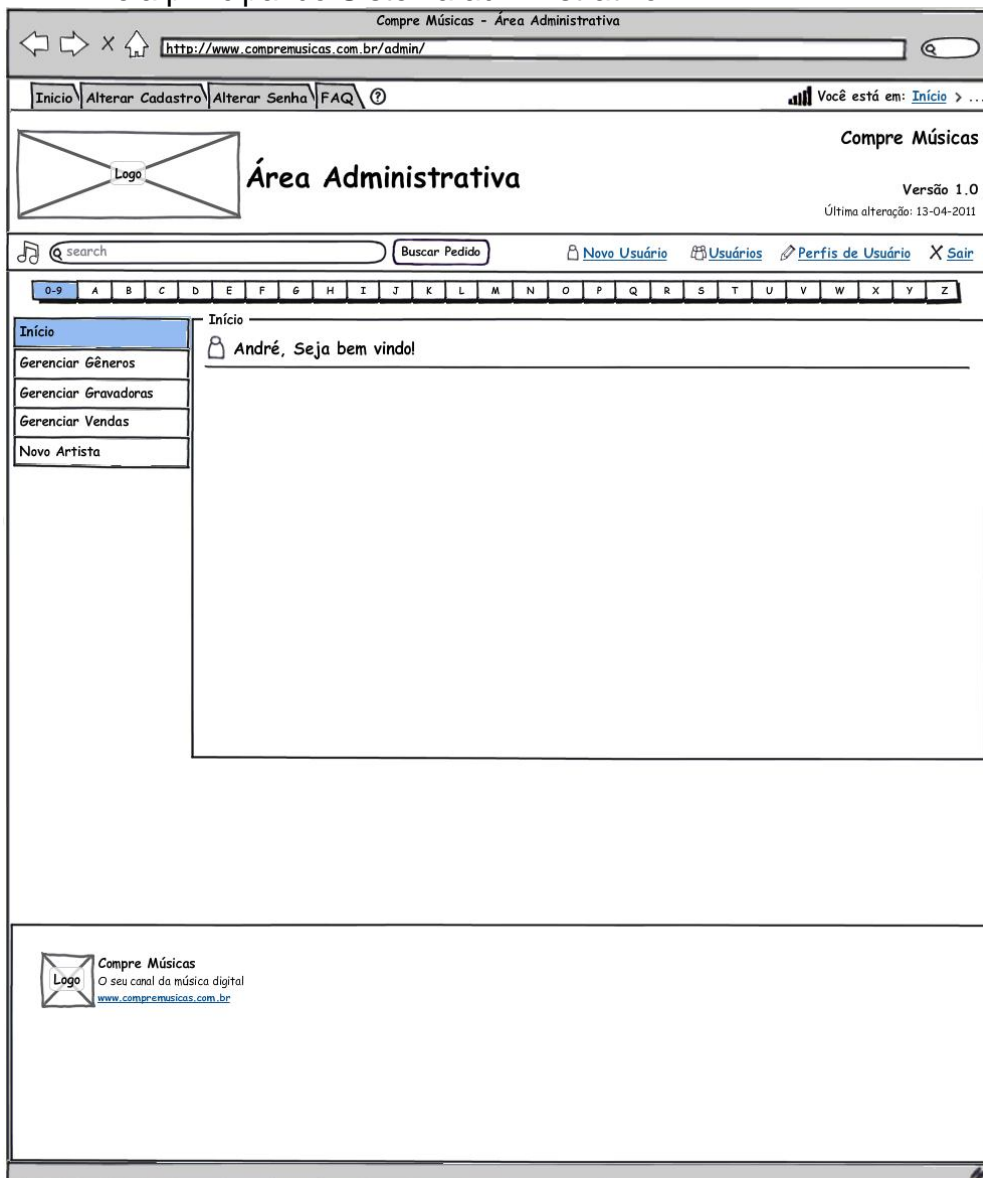 Compre Músicas - Área Administrativa
http://www.compremusicas.com.br/admin/
Inicio Alterar Cadastro Alterar Senha FAQ ? Você está em: Início > ...
Compre Músicas
Logo Área Administrativa
Versão 1.0
Última alteração: 13-04-2011
search Buscar Pedido Novo Usuário Usuários Perfis de Usuário X Sair
0-9 A B C D E F G H I J K L M N O P Q R S T U V W X Y Z
Início
Início
André, Seja bem vindo!
Gerenciar Gêneros
Gerenciar Gravadoras
Gerenciar Vendas
Novo Artista
Compre Músicas
Logo O seu canal da música digital
www.compremusicas.com.br